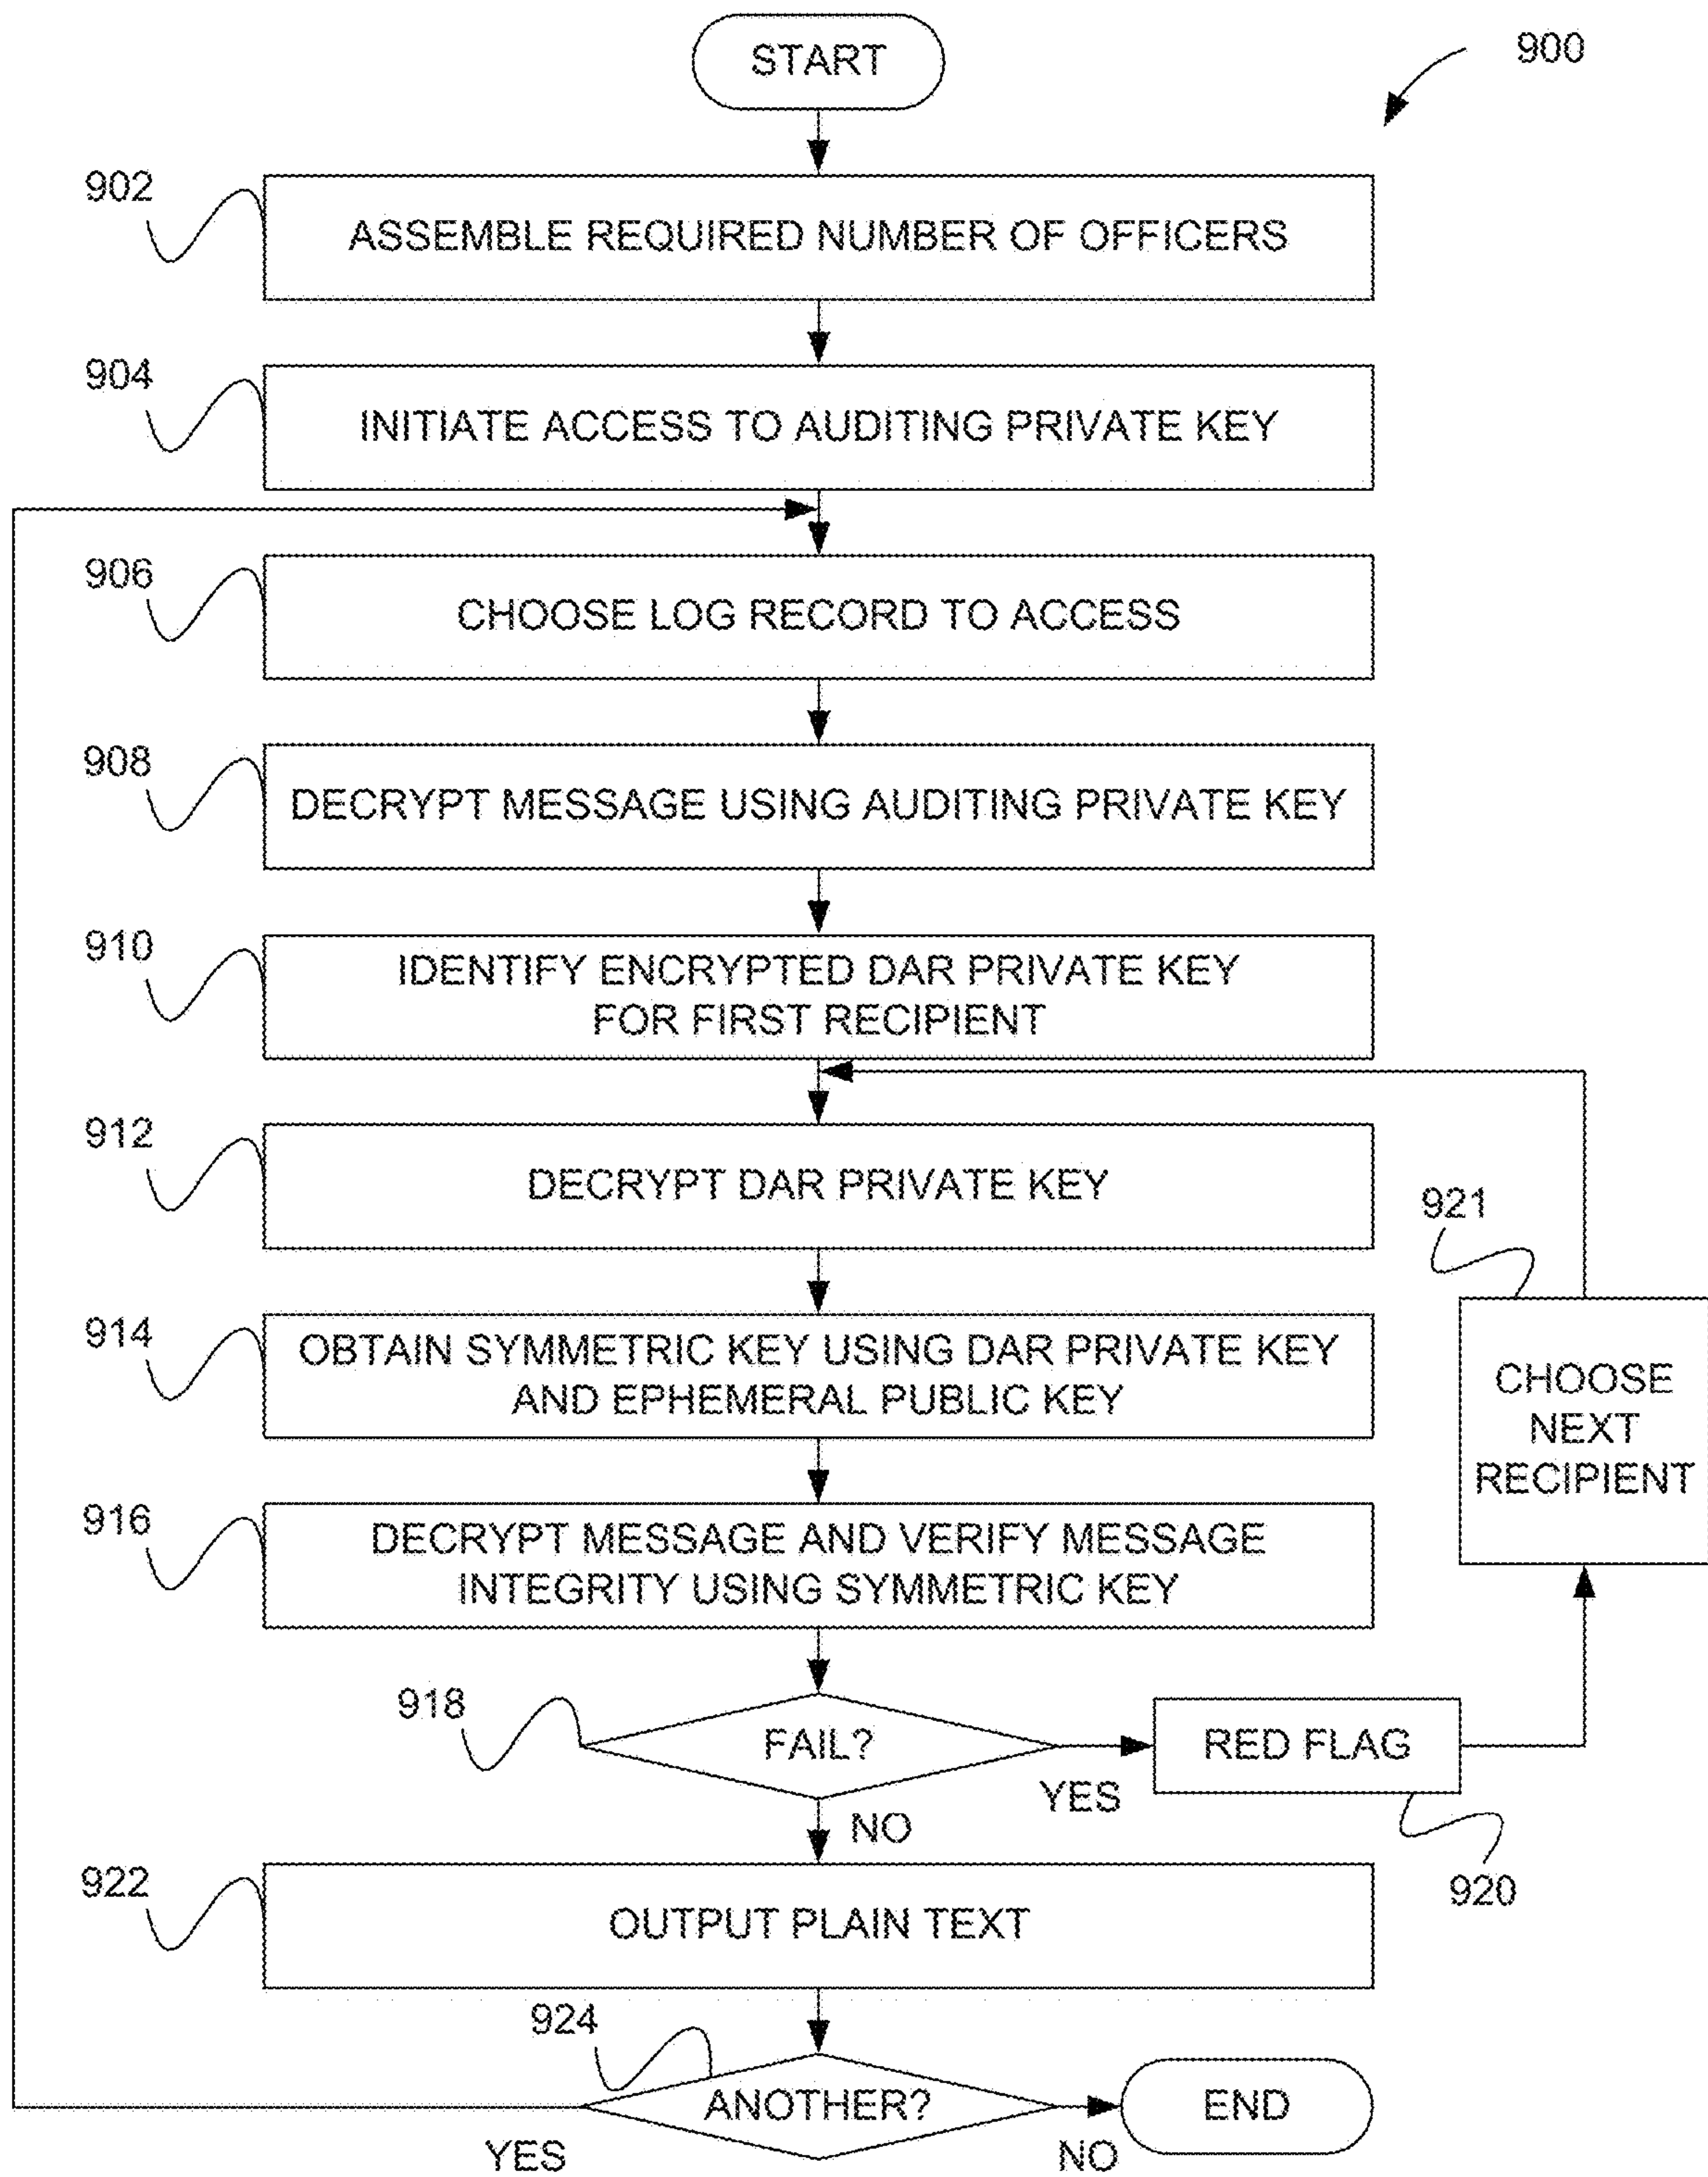 START
900
902
ASSEMBLE REQUIRED NUMBER OF OFFICERS
904
INITIATE ACCESS TO AUDITING PRIVATE KEY
906
CHOOSE LOG RECORD TO ACCESS
908
DECRYPT MESSAGE USING AUDITING PRIVATE KEY
910
IDENTIFY ENCRYPTED DAR PRIVATE KEY
FOR FIRST RECIPIENT
912
DECRYPT DAR PRIVATE KEY
921
914
OBTAIN SYMMETRIC KEY USING DAR PRIVATE KEY
AND EPHEMERAL PUBLIC KEY
CHOOSE
NEXT
RECIPIENT
916
DECRYPT MESSAGE AND VERIFY MESSAGE
INTEGRITY USING SYMMETRIC KEY
918
FAIL?
YES
RED FLAG
NO
920
922
OUTPUT PLAIN TEXT
924
ANOTHER?
END
YES
NO